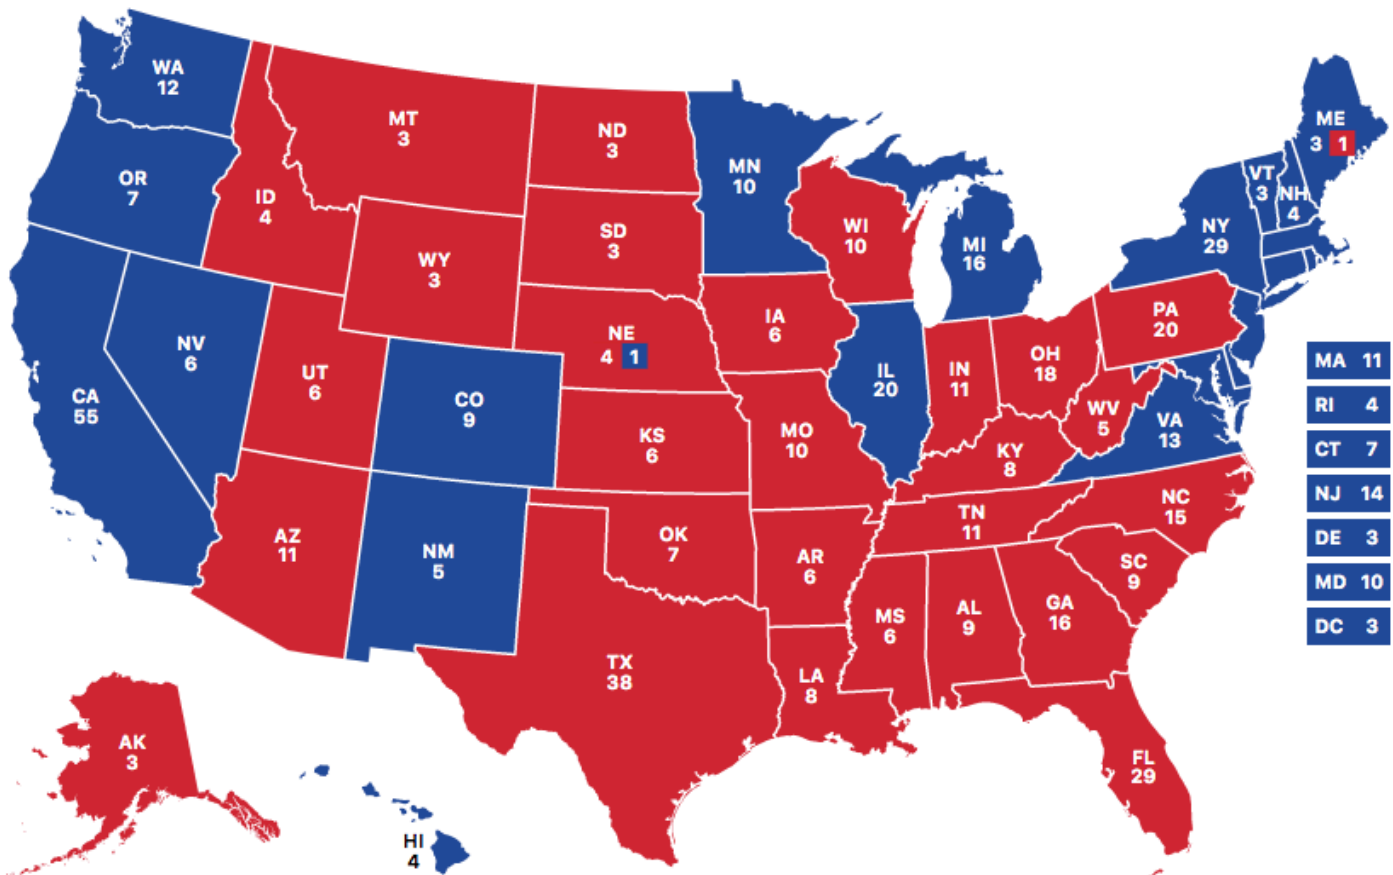 WA
12
OR
7
CA
55
NV
6
ID
4
MT
3
WY
3
UT
6
AZ
11
CO
9
NM
5
ND
3
SD
3
NE
4 1
KS
6
OK
7
TX
38
MN
10
IA
6
MO
10
AR
6
LA
8
WI
10
IL
20
MI
16
IN
11
OH
18
KY
8
TN
11
MS
6
AL
9
GA
16
FL
29
SC
9
NC
15
VA
13
WV
5
PA
20
NY
29
VT
3
NH
4
ME
3 1
MA 11
RI 4
CT 7
NJ 14
DE 3
MD 10
DC 3
AK
3
HI
4